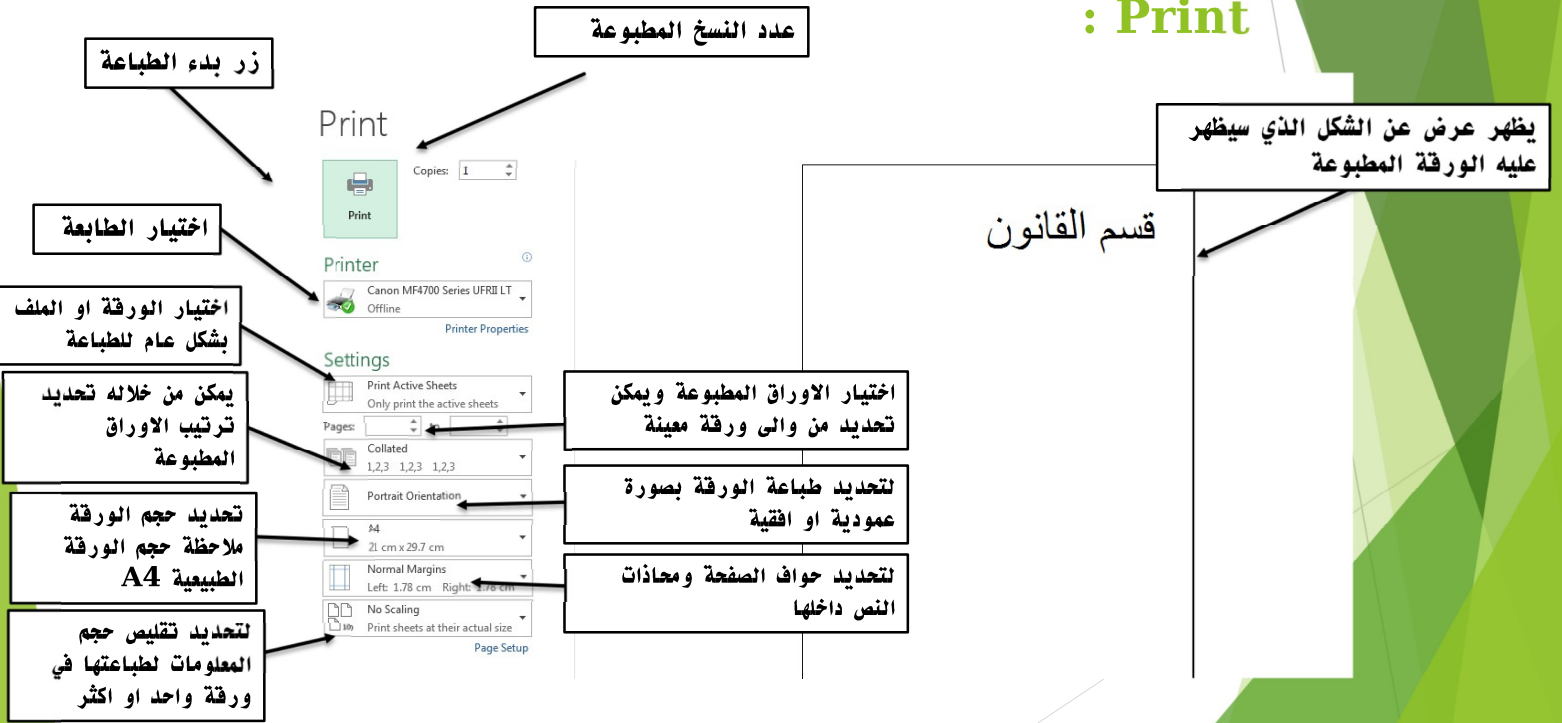 Print :
عدد النسخ المطبوعة
زر بدء الطباعة
يظهر عرض عن الشكل الذي سيظهر
عليه الورقة المطبوعة
Print
Copies: 1
Print
اختيار الطابعة
قسم القانون
Printer
Canon MF4700 Series UFRII LT
Offline
Printer Properties
اختيار الورقة او الملف
بشكل عام للطباعة
Settings
Print Active Sheets
Only print the active sheets
Pages:
اختيار الاوراق المطبوعة ويمكن
تحديد من والى ورقة معينة
يمكن من خلاله تحديد
ترتيب الاوراق
المطبوعة
Collated
1,2,3 1,2,3 1,2,3
لتحديد طباعة الورقة بصورة
عمودية او افقية
Portrait Orientation
تحديد حجم الورقة
ملاحظة حجم الورقة
الطبيعية A4
A4
21 cm x 29.7 cm
لتحديد حواف الصفحة ومحاذات
النص داخلها
Normal Margins
Left: 1.78 cm Right: 1.78 cm
لتحديد تقليص حجم
المعلومات لطباعتها في
ورقة واحد او اكثر
No Scaling
Print sheets at their actual size
Page Setup